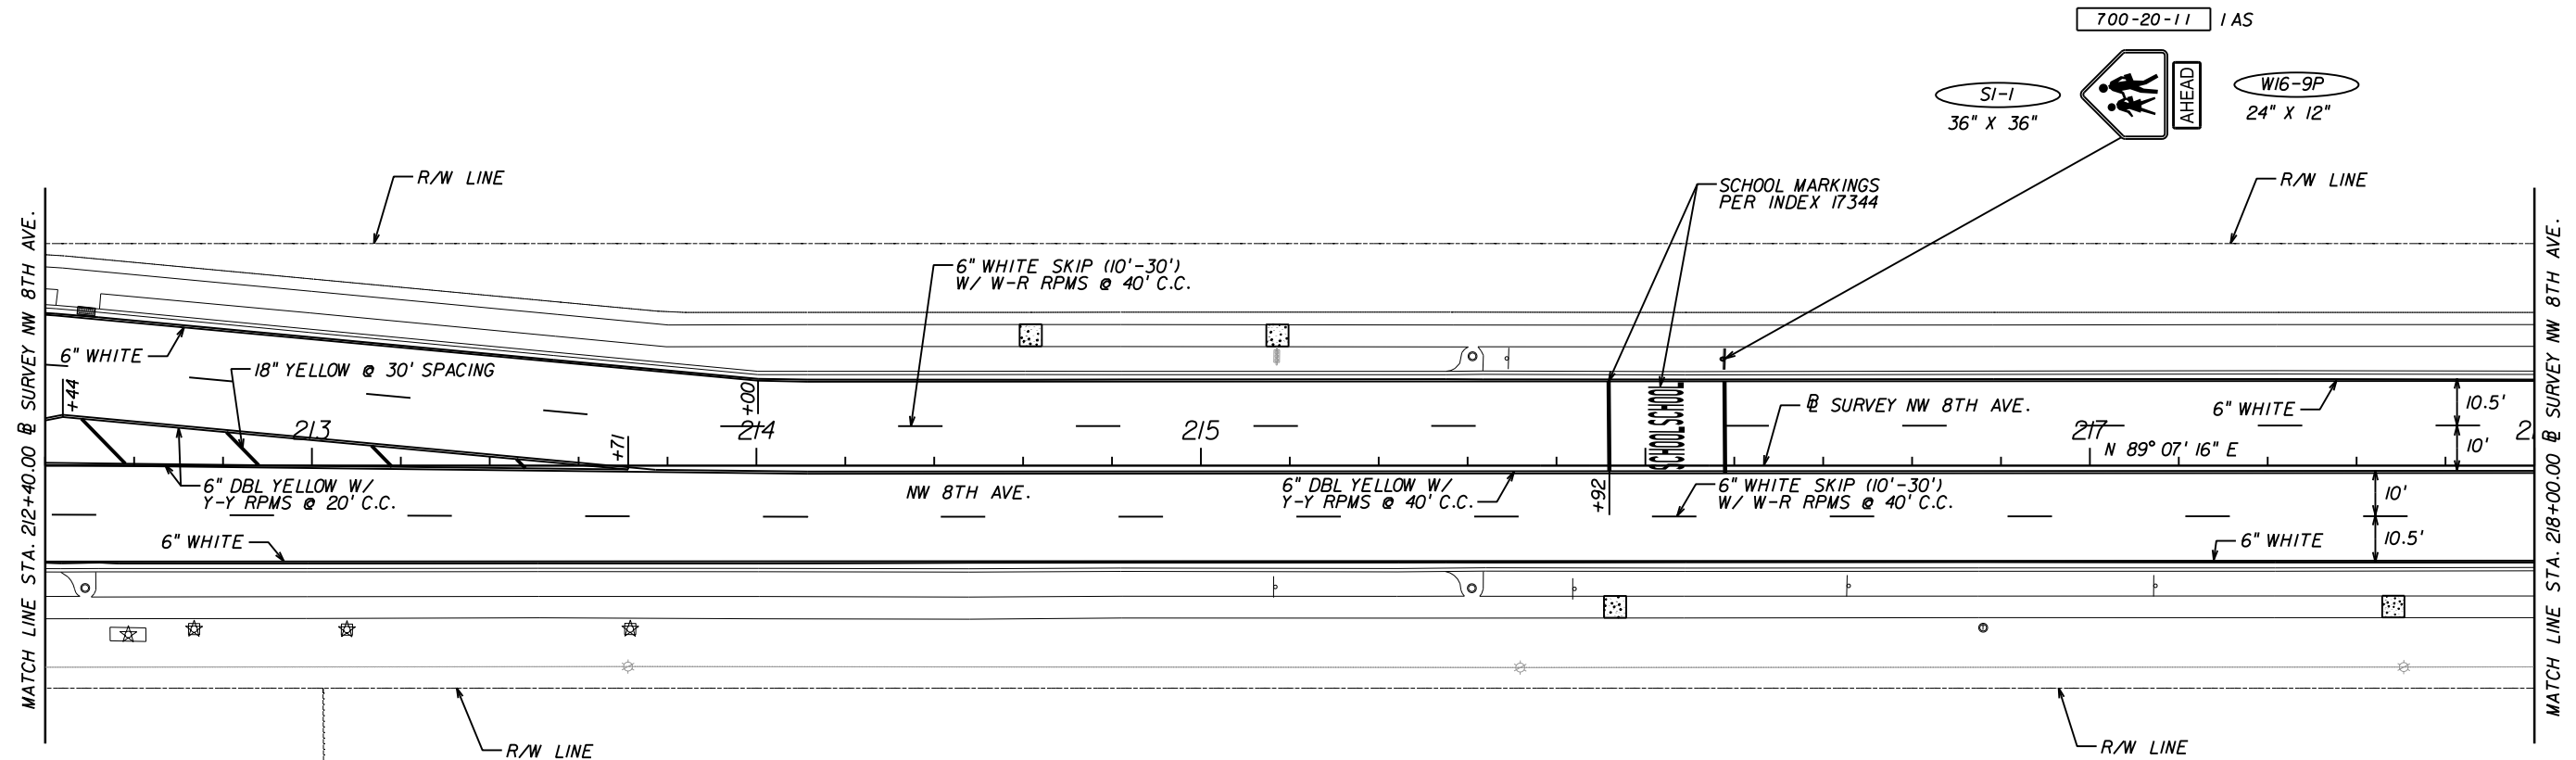 700-20-11 1 AS
S1-1
36" X 36"
AHEAD
W16-9P
24" X 12"
R/W LINE
SCHOOL MARKINGS
PER INDEX 17344
R/W LINE
MATCH LINE STA. 212+40.00 BL SURVEY NW 8TH AVE.
6" WHITE SKIP (10'-30')
W/ W-R RPMS @ 40' C.C.
6" WHITE
18" YELLOW @ 30' SPACING
+44
+00
213
214
215
217
+71
SCHOOL SCHOOL
BL SURVEY NW 8TH AVE.
6" WHITE
10.5'
10'
N 89° 07' 16" E
6" DBL YELLOW W/
Y-Y RPMS @ 20' C.C.
NW 8TH AVE.
6" DBL YELLOW W/
Y-Y RPMS @ 40' C.C.
+92
6" WHITE SKIP (10'-30')
W/ W-R RPMS @ 40' C.C.
10'
10.5'
6" WHITE
6" WHITE
R/W LINE
R/W LINE
MATCH LINE STA. 218+00.00 BL SURVEY NW 8TH AVE.